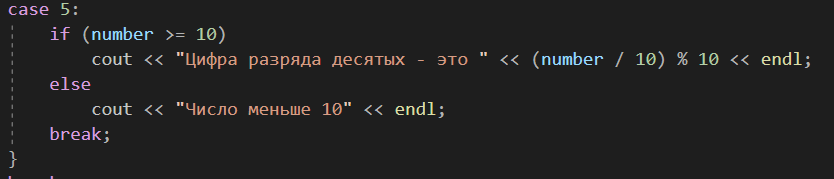 case 5:
    if (number >= 10)
        cout << "Цифра разряда десятых - это " << (number / 10) % 10 << endl;
    else
        cout << "Число меньше 10" << endl;
    break;
}